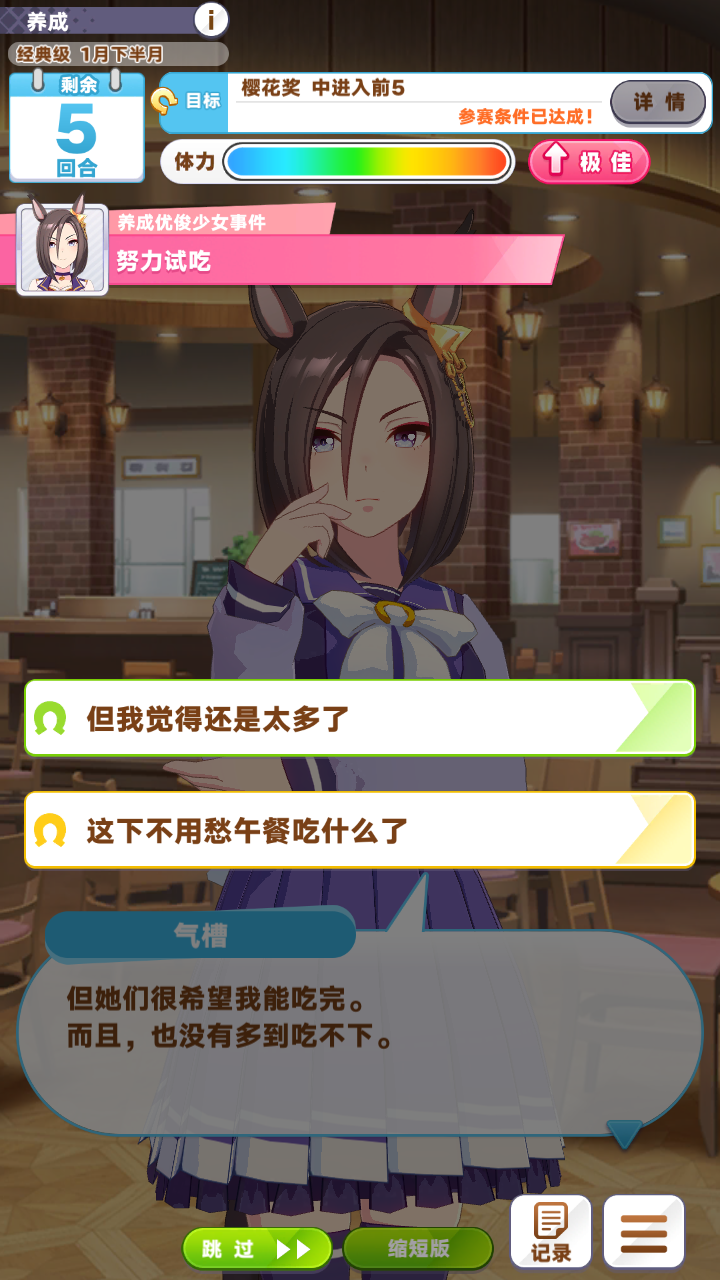 养成
i
经典级 1月下半月
剩余
5
回合
目标
樱花奖 中进入前5
参赛条件已达成！
详情
体力
极佳
养成优俊少女事件
努力试吃
但我觉得还是太多了
这下不用愁午餐吃什么了
气槽
但她们很希望我能吃完。
而且，也没有多到吃不下。
跳过
缩短版
记录